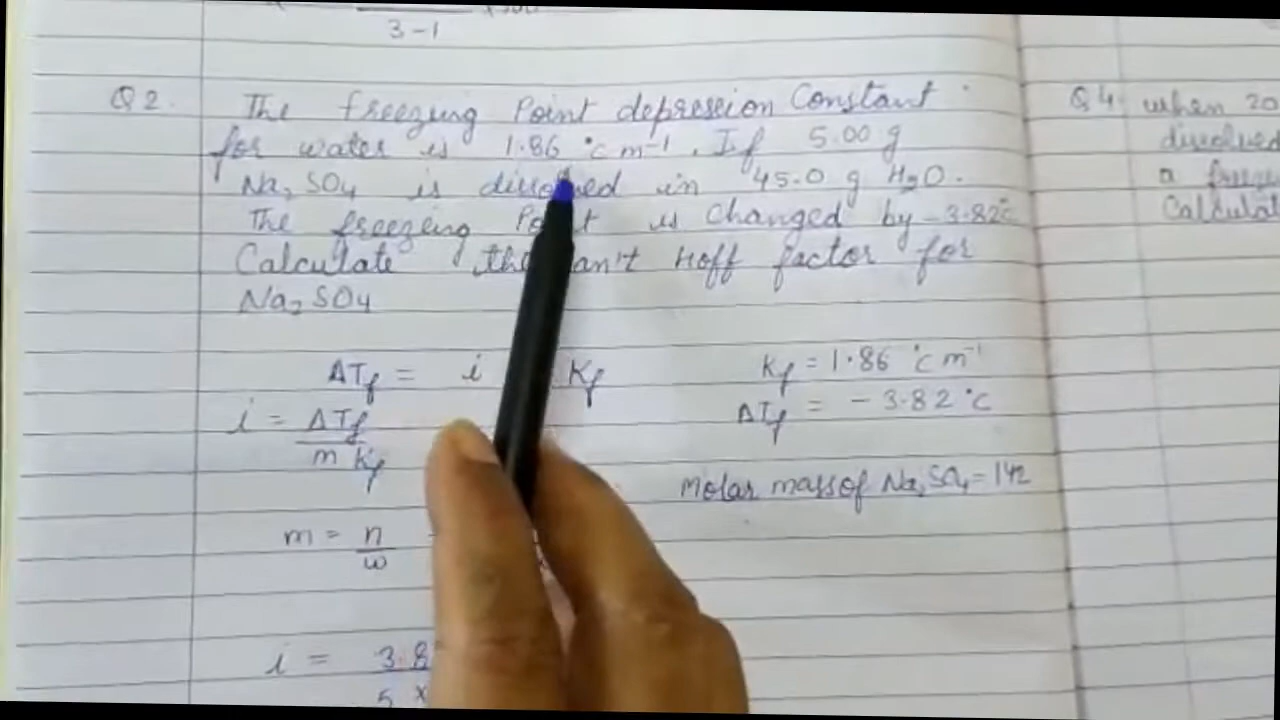 3-1
Q2. The freezing Point depression Constant
for water is 1.86 °c m⁻¹. If 5.00 g
Na₂SO₄ is dissolved in 45.0 g H₂O.
The freezing is changed by -3.82°c
Calculate Hoff factor for
Na₂SO₄
ΔTf = i Kf
Kf = 1.86 °c m⁻¹
i = ΔTf
m Kf
ΔTf = -3.82 °c
Molar mass of Na₂SO₄ = 142
m = n
w
i = 3.8
5 ×
Q4 when 20
dissolved
a freez
Calculat